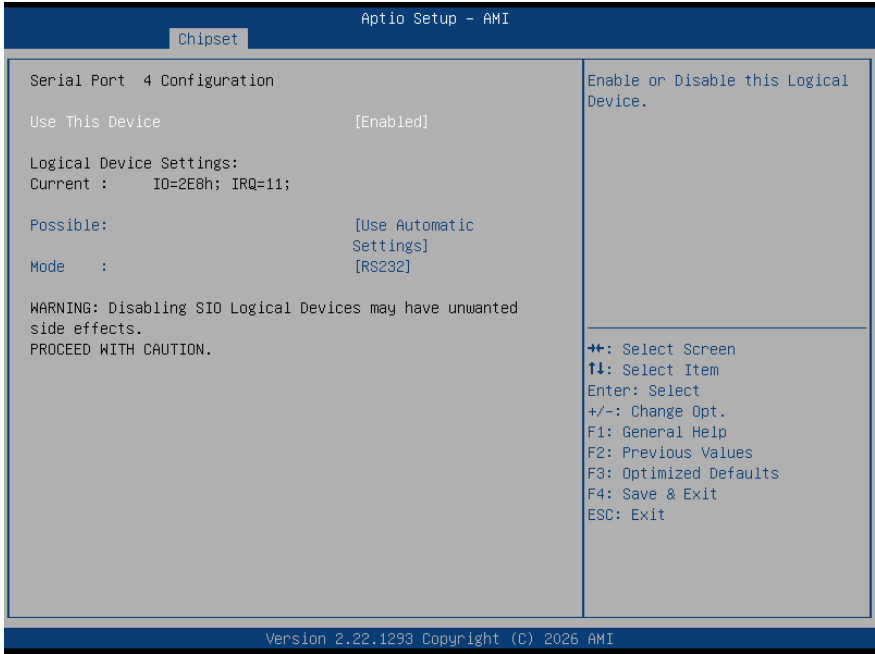 Aptio Setup – AMI
Chipset
Serial Port  4 Configuration
Use This Device [Enabled]
Logical Device Settings:
Current :      IO=2E8h; IRQ=11;
Possible: [Use Automatic
Settings]
Mode    : [RS232]
WARNING: Disabling SIO Logical Devices may have unwanted
side effects.
PROCEED WITH CAUTION.
Enable or Disable this Logical
Device.
→←: Select Screen
↑↓: Select Item
Enter: Select
+/-: Change Opt.
F1: General Help
F2: Previous Values
F3: Optimized Defaults
F4: Save & Exit
ESC: Exit
Version 2.22.1293 Copyright (C) 2026 AMI